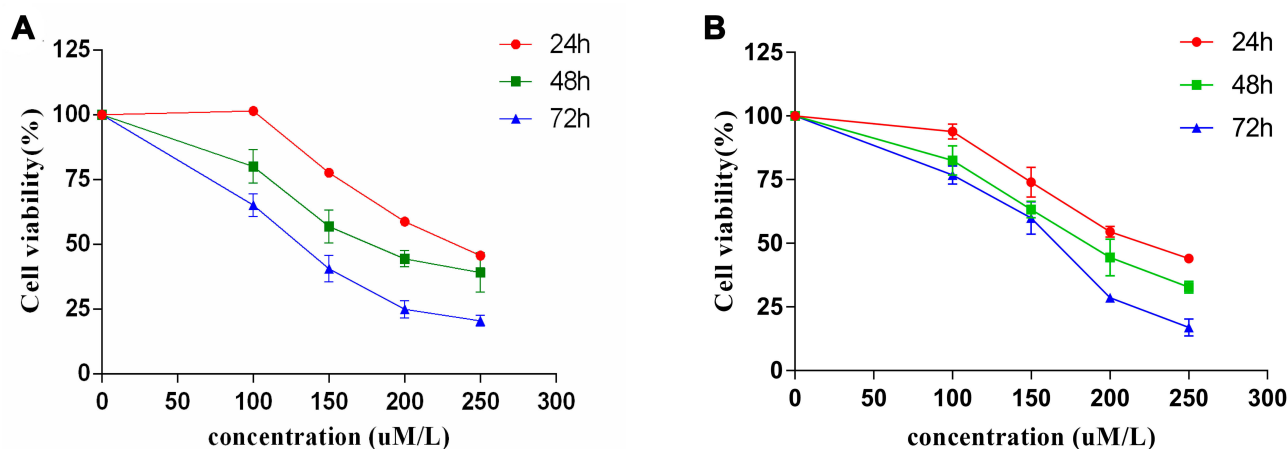 A
125
100
75
50
25
0
Cell viability(%)
24h
48h
72h
0 50 100 150 200 250 300
concentration (uM/L)
B
125
100
75
50
25
0
Cell viability(%)
24h
48h
72h
0 50 100 150 200 250 300
concentration (uM/L)